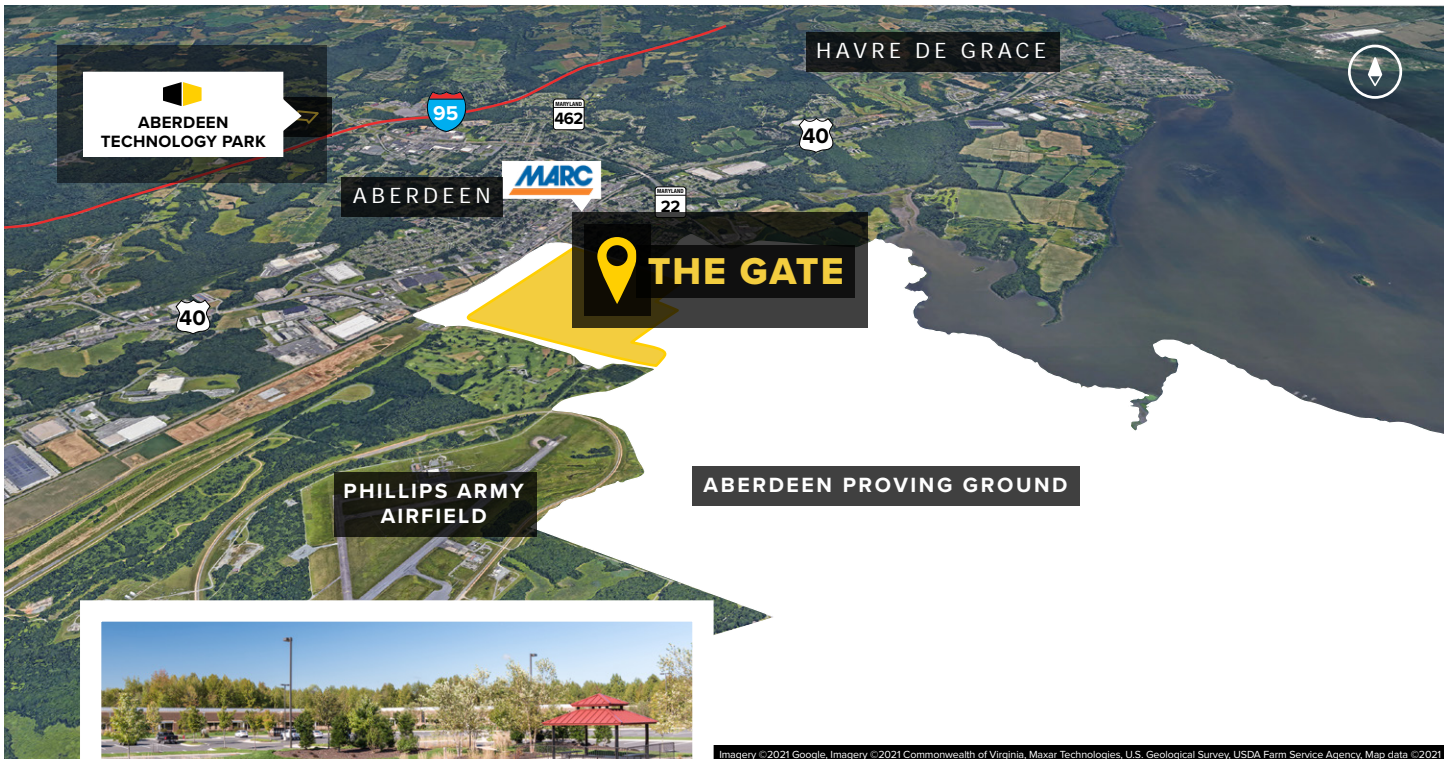 HAVRE DE GRACE
ABERDEEN
TECHNOLOGY PARK
95
MARYLAND
462
40
MARC
ABERDEEN
MARYLAND
22
THE GATE
40
PHILLIPS ARMY
AIRFIELD
ABERDEEN PROVING GROUND
Imagery ©2021 Google, Imagery ©2021 Commonwealth of Virginia, Maxar Technologies, U.S. Geological Survey, USDA Farm Service Agency, Map data ©2021